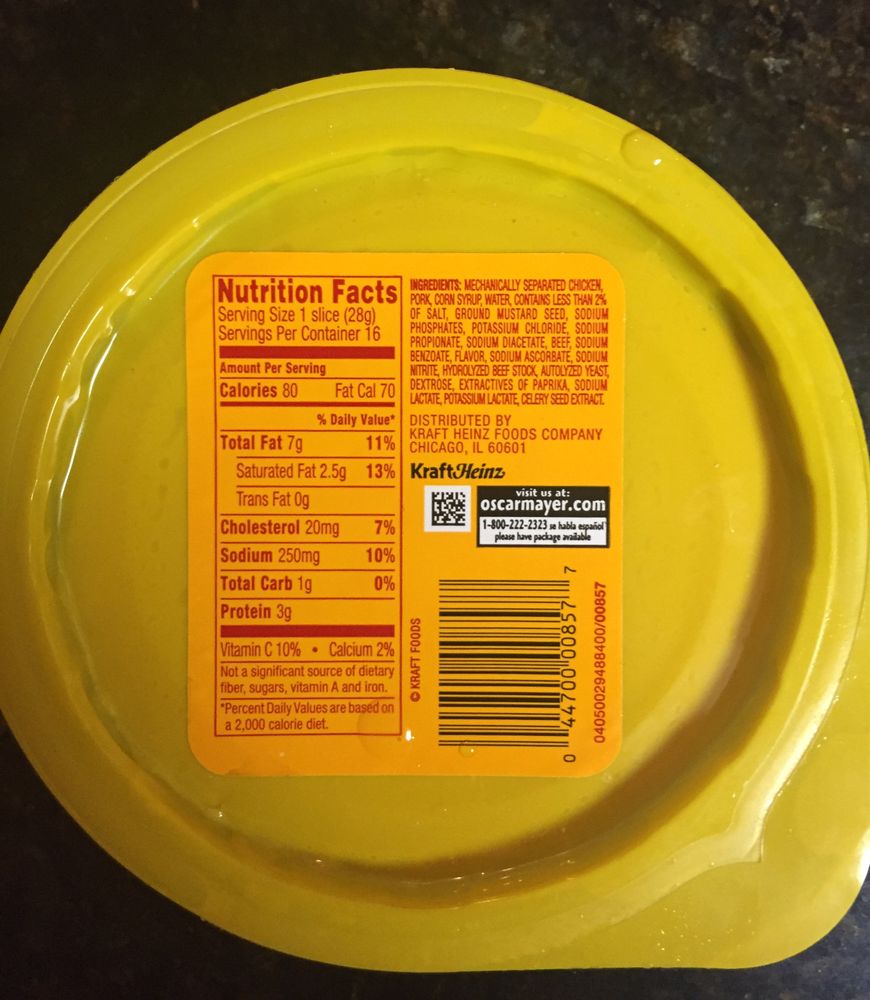 Nutrition Facts
Serving Size 1 slice (28g)
Servings Per Container 16
Amount Per Serving
Calories 80 Fat Cal 70
% Daily Value*
Total Fat 7g 11%
Saturated Fat 2.5g 13%
Trans Fat 0g
Cholesterol 20mg 7%
Sodium 250mg 10%
Total Carb 1g 0%
Protein 3g
Vitamin C 10% • Calcium 2%
Not a significant source of dietary
fiber, sugars, vitamin A and iron.
*Percent Daily Values are based on
a 2,000 calorie diet.
INGREDIENTS: MECHANICALLY SEPARATED CHICKEN,
PORK, CORN SYRUP, WATER, CONTAINS LESS THAN 2%
OF SALT, GROUND MUSTARD SEED, SODIUM
PHOSPHATES, POTASSIUM CHLORIDE, SODIUM
PROPIONATE, SODIUM DIACETATE, BEEF, SODIUM
BENZOATE, FLAVOR, SODIUM ASCORBATE, SODIUM
NITRITE, HYDROLYZED BEEF STOCK, AUTOLYZED YEAST,
DEXTROSE, EXTRACTIVES OF PAPRIKA, SODIUM
LACTATE, POTASSIUM LACTATE, CELERY SEED EXTRACT.
DISTRIBUTED BY
KRAFT HEINZ FOODS COMPANY
CHICAGO, IL 60601
KraftHeinz
visit us at:
oscarmayer.com
1-800-222-2323 se habla español
please have package available
© KRAFT FOODS
0 44700 00857 7
04050029488400/00857